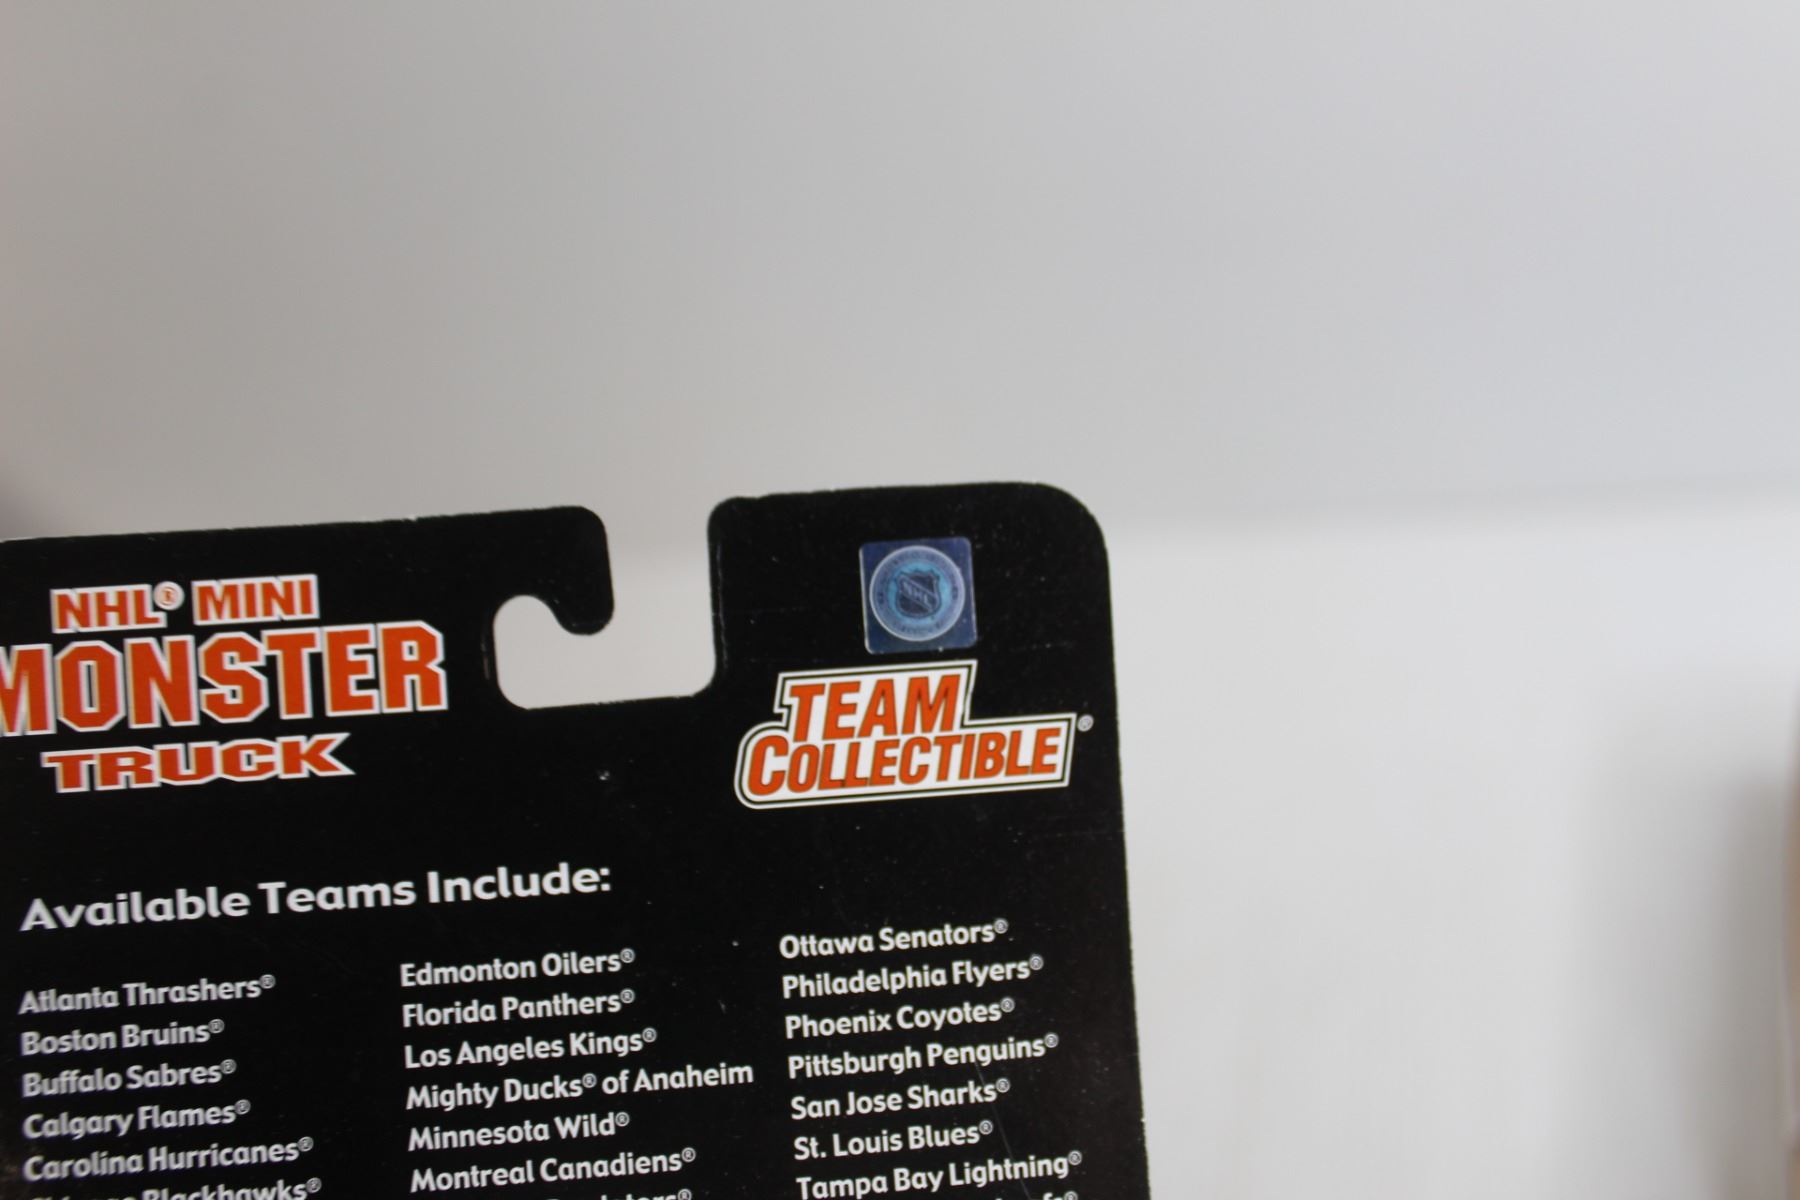 NHL® MINI
MONSTER
TRUCK
NHL
TEAM
COLLECTIBLE®
Available Teams Include:
Atlanta Thrashers®
Boston Bruins®
Buffalo Sabres®
Calgary Flames®
Carolina Hurricanes®
Blackhawks®
Edmonton Oilers®
Florida Panthers®
Los Angeles Kings®
Mighty Ducks® of Anaheim
Minnesota Wild®
Montreal Canadiens®
Ottawa Senators®
Philadelphia Flyers®
Phoenix Coyotes®
Pittsburgh Penguins®
San Jose Sharks®
St. Louis Blues®
Tampa Bay Lightning®